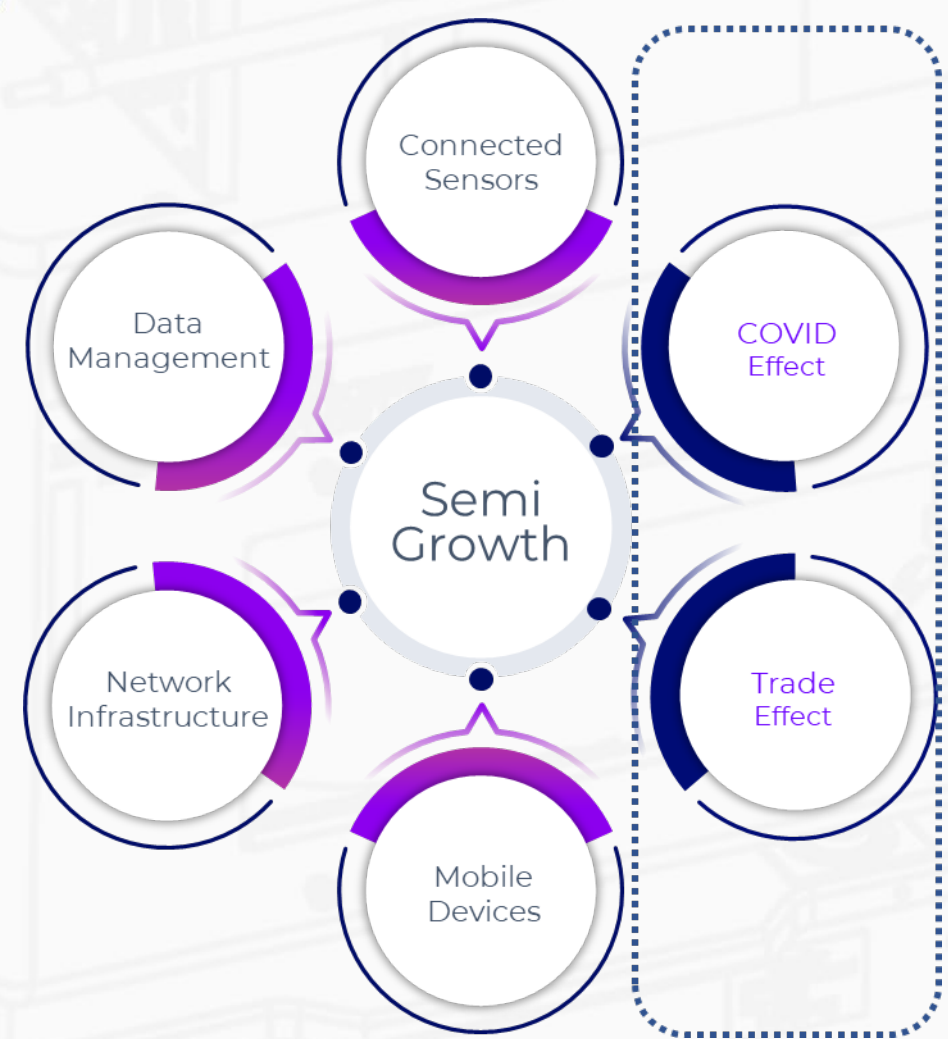 Connected
Sensors
Data
Management
COVID
Effect
Semi
Growth
Network
Infrastructure
Trade
Effect
Mobile
Devices